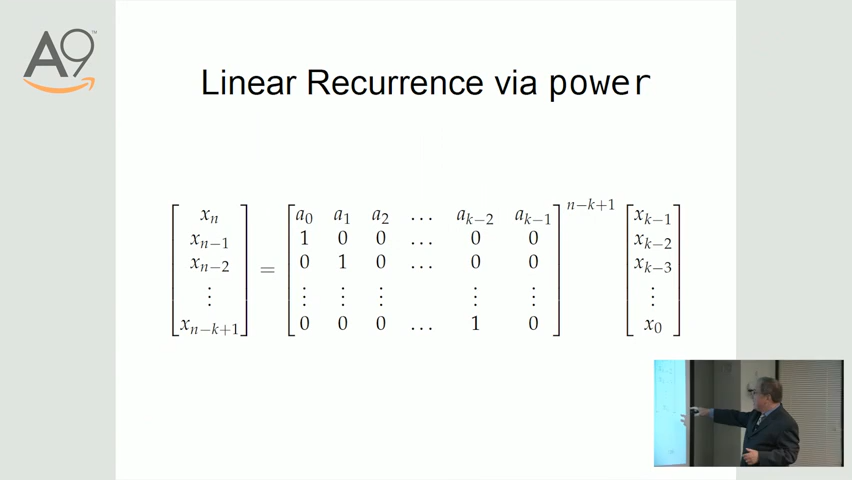 A9™
Linear Recurrence via power
[xₙ xₙ₋₁ xₙ₋₂ ⋮ xₙ₋ₖ₊₁] =
a₀ a₁ a₂ … aₖ₋₂ aₖ₋₁
1 0 0 … 0 0
0 1 0 … 0 0
⋮ ⋮ ⋮ ⋮ ⋮
0 0 0 … 1 0
n−k+1
[xₖ₋₁ xₖ₋₂ xₖ₋₃ ⋮ x₀]